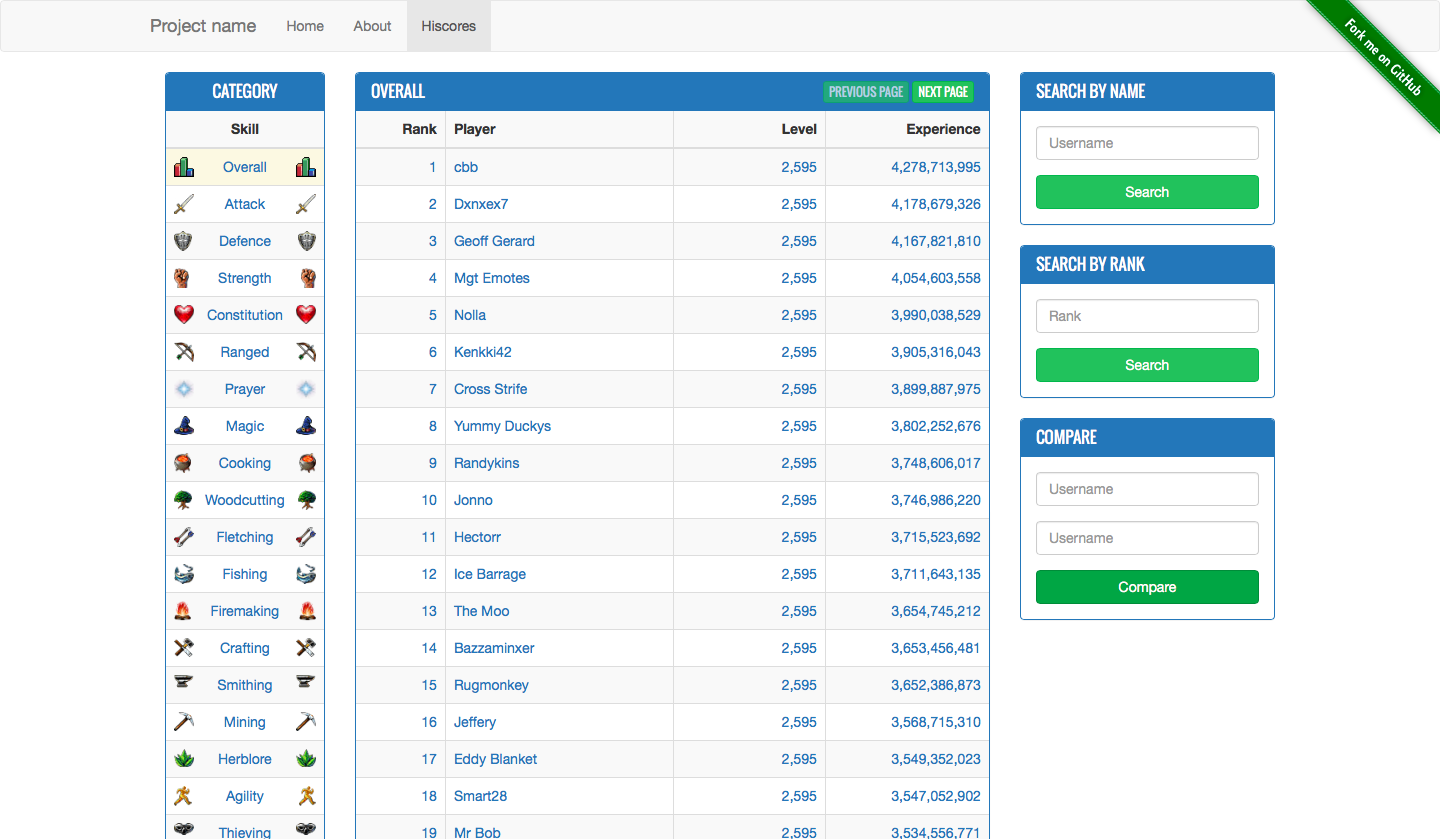 Project name Home About Hiscores
Fork me on GitHub
CATEGORY
Skill
Overall
Attack
Defence
Strength
Constitution
Ranged
Prayer
Magic
Cooking
Woodcutting
Fletching
Fishing
Firemaking
Crafting
Smithing
Mining
Herblore
Agility
Thieving
OVERALL PREVIOUS PAGE NEXT PAGE
Rank Player Level Experience
1 cbb 2,595 4,278,713,995
2 Dxnxex7 2,595 4,178,679,326
3 Geoff Gerard 2,595 4,167,821,810
4 Mgt Emotes 2,595 4,054,603,558
5 Nolla 2,595 3,990,038,529
6 Kenkki42 2,595 3,905,316,043
7 Cross Strife 2,595 3,899,887,975
8 Yummy Duckys 2,595 3,802,252,676
9 Randykins 2,595 3,748,606,017
10 Jonno 2,595 3,746,986,220
11 Hectorr 2,595 3,715,523,692
12 Ice Barrage 2,595 3,711,643,135
13 The Moo 2,595 3,654,745,212
14 Bazzaminxer 2,595 3,653,456,481
15 Rugmonkey 2,595 3,652,386,873
16 Jeffery 2,595 3,568,715,310
17 Eddy Blanket 2,595 3,549,352,023
18 Smart28 2,595 3,547,052,902
19 Mr Bob 2,595 3,534,556,771
SEARCH BY NAME
Username
Search
SEARCH BY RANK
Rank
Search
COMPARE
Username
Username
Compare